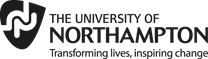 THE UNIVERSITY OF
NORTHAMPTON
Transforming lives, inspiring change